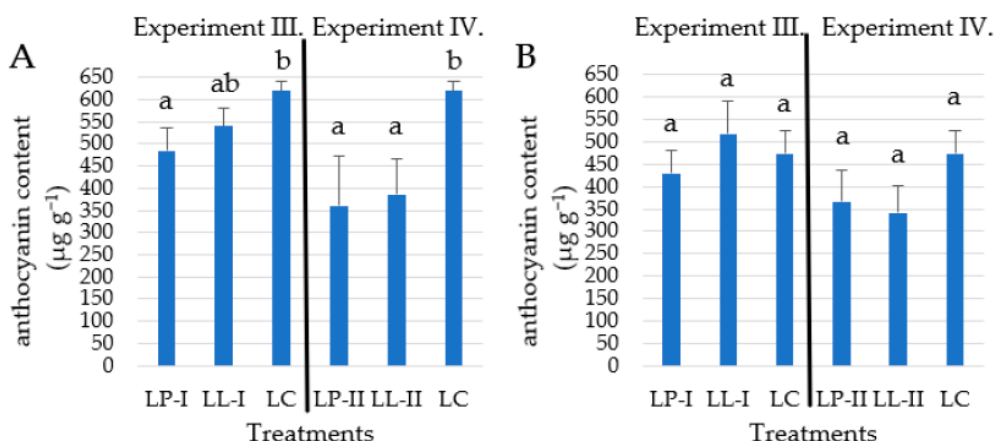 Experiment III. Experiment IV.
A
a ab b a a b
650
600
550
500
450
400
350
300
250
200
150
100
50
0
anthocyanin content
(µg g⁻¹)
LP-I LL-I LC LP-II LL-II LC
Treatments
Experiment III. Experiment IV.
B
a a a a a a
650
600
550
500
450
400
350
300
250
200
150
100
50
0
anthocyanin content
(µg g⁻¹)
LP-I LL-I LC LP-II LL-II LC
Treatments